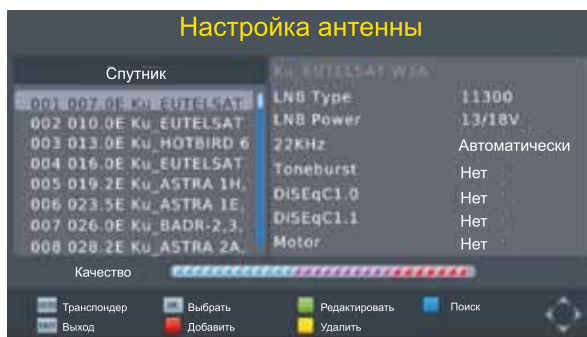 Настройка антенны
Спутник
Ku_EUTELSAT W3A
001 007.0E Ku_EUTELSAT
002 010.0E Ku_EUTELSAT
003 013.0E Ku_HOTBIRD 6
004 016.0E Ku_EUTELSAT
005 019.2E Ku_ASTRA 1H,
006 023.5E Ku_ASTRA 1E,
007 026.0E Ku_BADR-2,3,
008 028.2E Ku_ASTRA 2A,
LNB Type 11300
LNB Power 13/18V
22KHz Автоматически
Toneburst Нет
DiSEqC1.0 Нет
DiSEqC1.1 Нет
Motor Нет
Качество
Транспондер Выбрать Редактировать Поиск
Выход Добавить Удалить